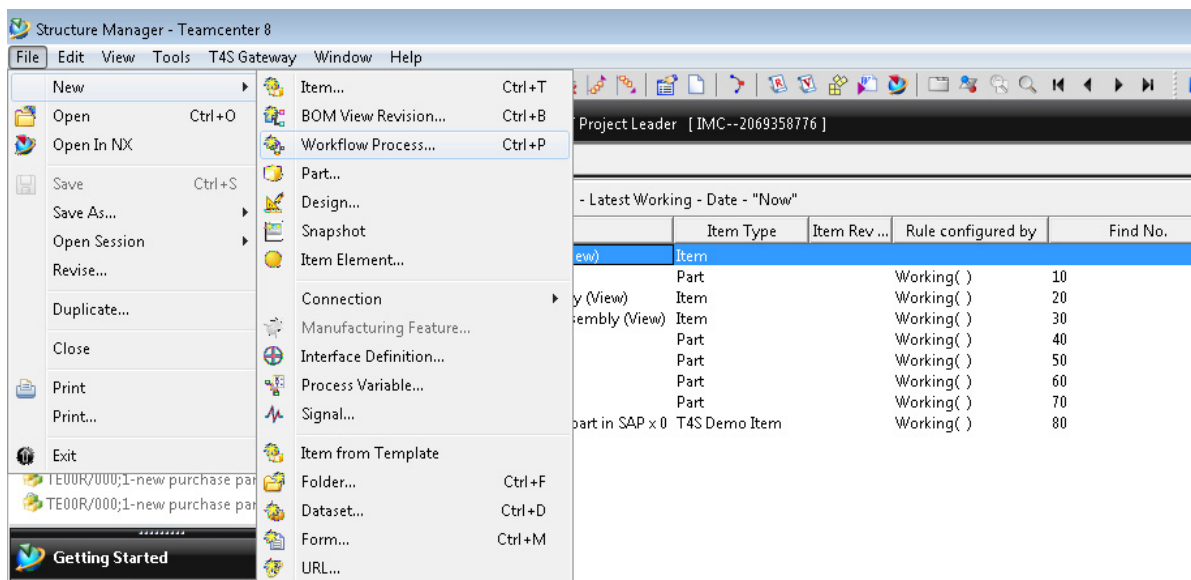 Structure Manager - Teamcenter 8
File Edit View Tools T4S Gateway Window Help
New
Open Ctrl+O
Open In NX
Save Ctrl+S
Save As...
Open Session
Revise...
Duplicate...
Close
Print
Print...
Exit
Item... Ctrl+T
BOM View Revision... Ctrl+B
Workflow Process... Ctrl+P
Part...
Design...
Snapshot
Item Element...
Connection
Manufacturing Feature...
Interface Definition...
Process Variable...
Signal...
Item from Template
Folder... Ctrl+F
Dataset... Ctrl+D
Form... Ctrl+M
URL...
Project Leader [ IMC--2069358776 ]
- Latest Working - Date - "Now"
Item Type Item Rev ... Rule configured by Find No.
ew) Item
Part Working( ) 10
y (View) Item Working( ) 20
sembly (View) Item Working( ) 30
Part Working( ) 40
Part Working( ) 50
Part Working( ) 60
Part Working( ) 70
part in SAP x 0 T4S Demo Item Working( ) 80
TE00R/000;1-new purchase par
TE00R/000;1-new purchase par
Getting Started